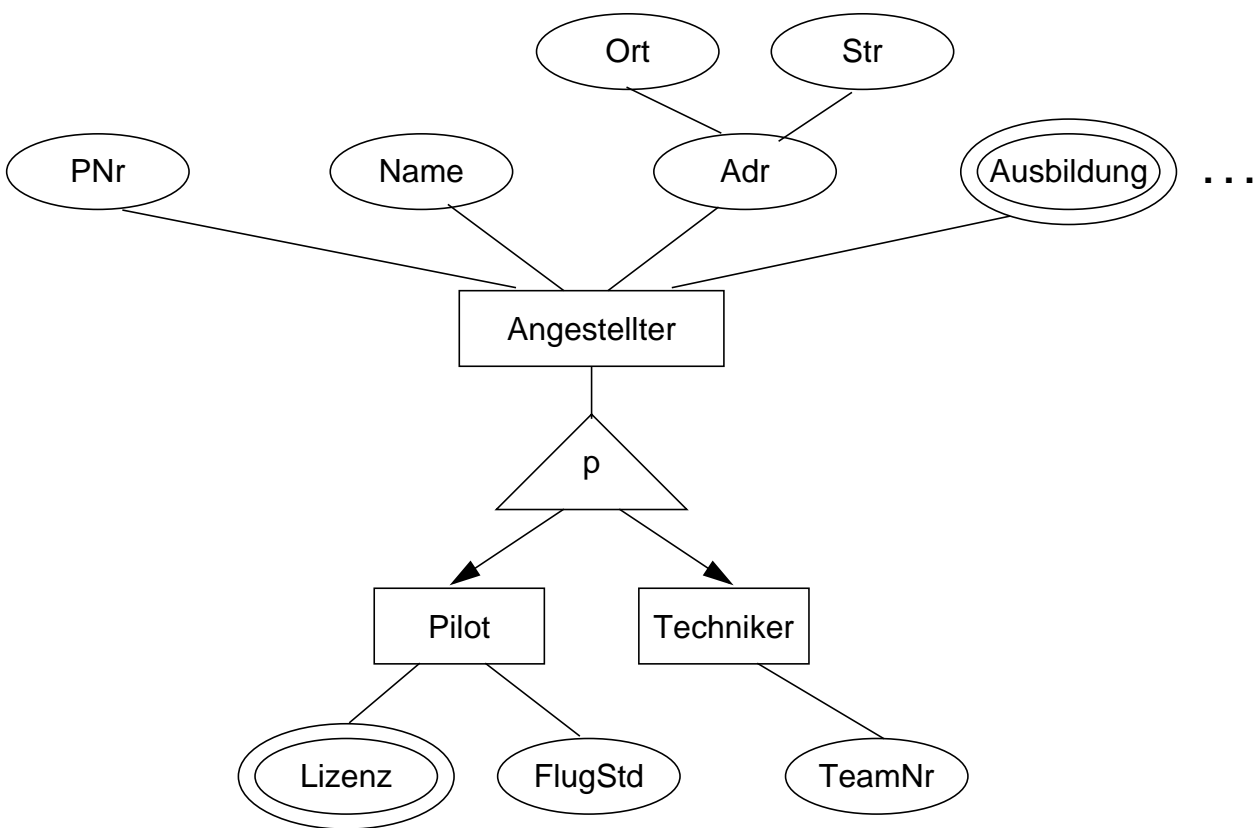 Ort Str
PNr Name Adr Ausbildung . . .
Angestellter
p
Pilot Techniker
Lizenz FlugStd TeamNr